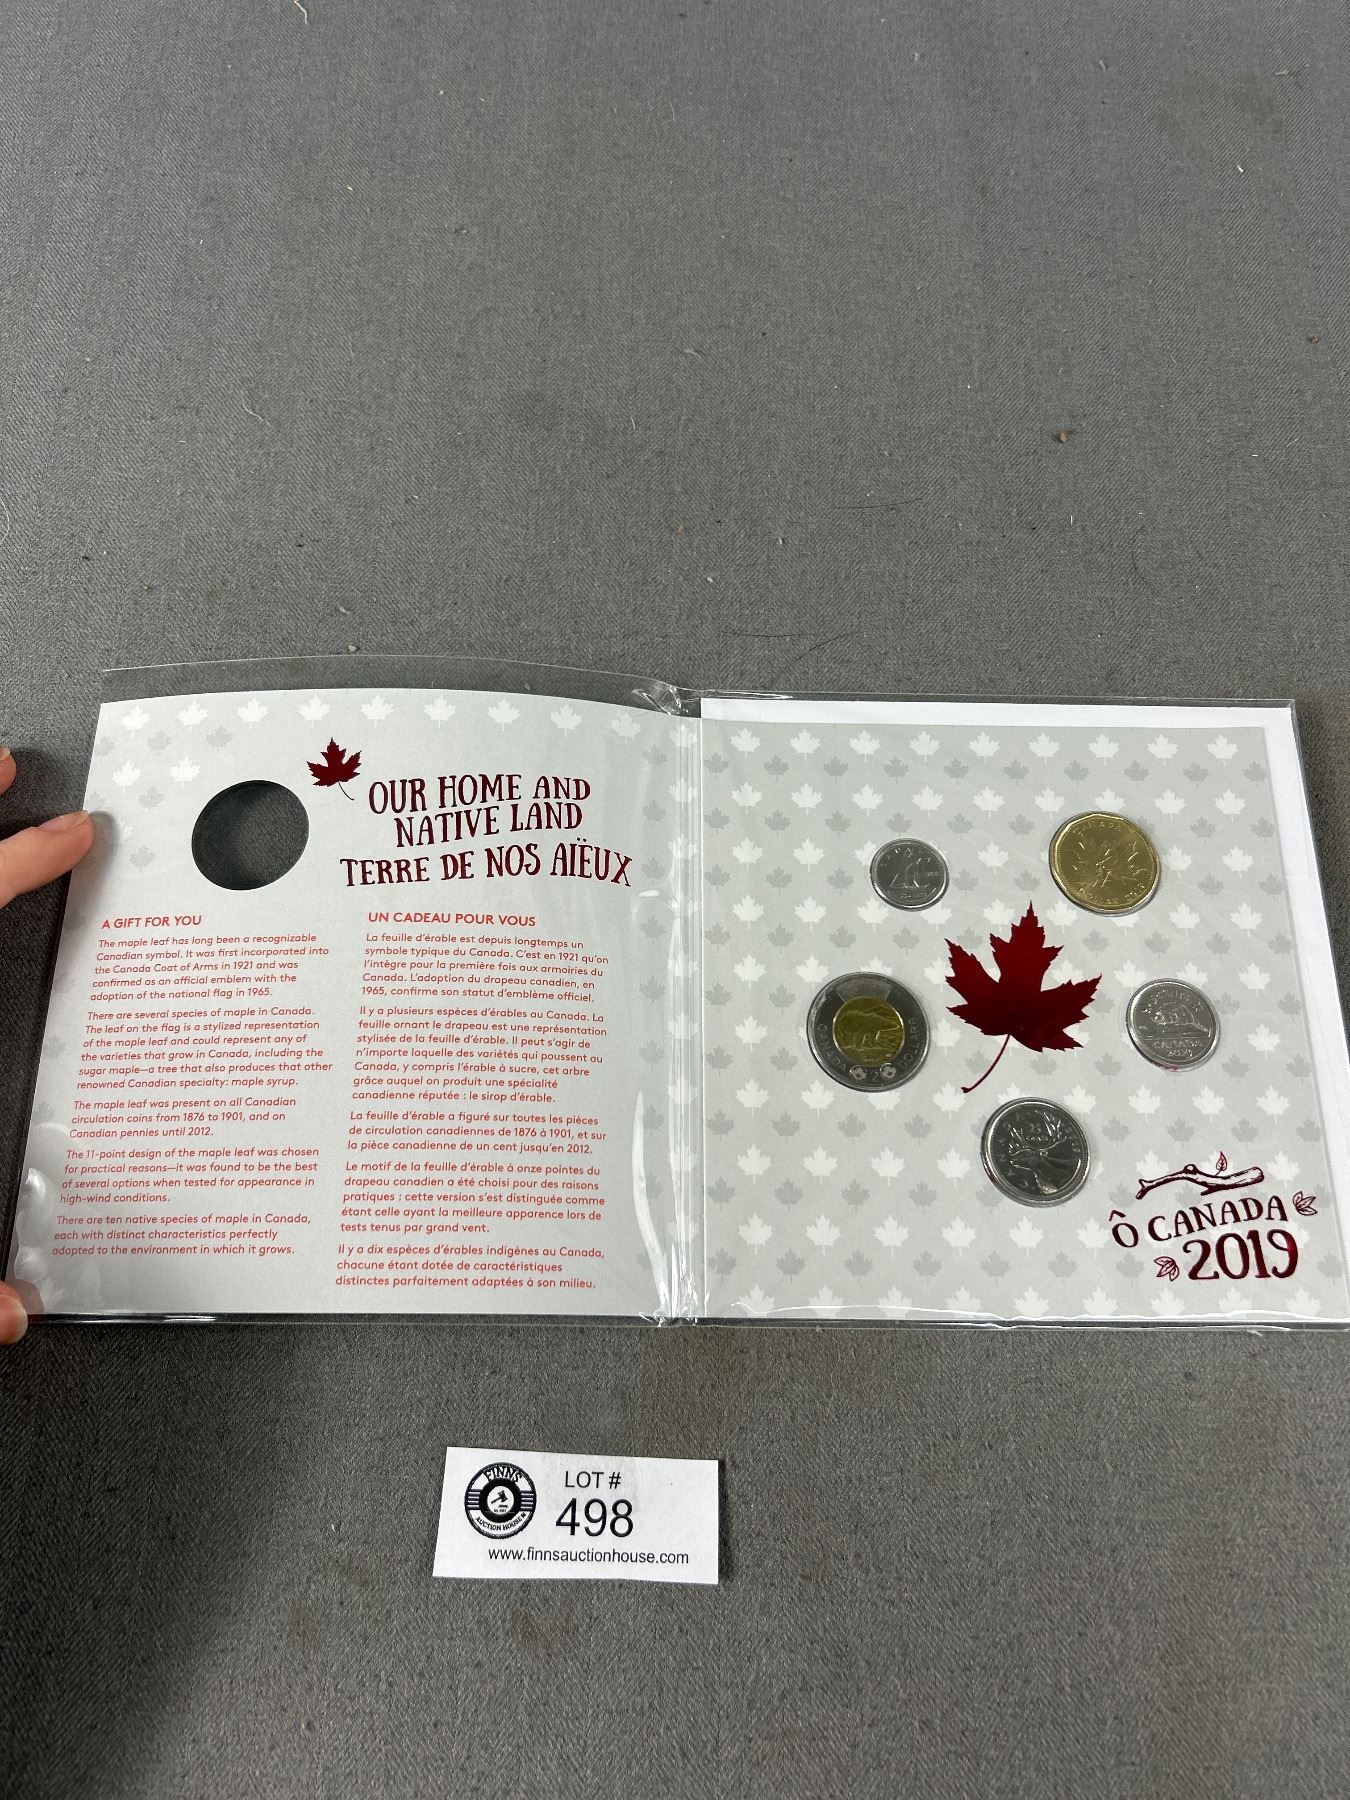 OUR HOME AND
NATIVE LAND
TERRE DE NOS AÏEUX
A GIFT FOR YOU
The maple leaf has long been a recognizable
Canadian symbol. It was first incorporated into
the Canada Coat of Arms in 1921 and was
confirmed as an official emblem with the
adoption of the national flag in 1965.
There are several species of maple in Canada.
The leaf on the flag is a stylized representation
of the maple leaf and could represent any of
the varieties that grow in Canada, including the
sugar maple—a tree that also produces that other
renowned Canadian specialty: maple syrup.
The maple leaf was present on all Canadian
circulation coins from 1876 to 1901, and on
Canadian pennies until 2012.
The 11-point design of the maple leaf was chosen
for practical reasons—it was found to be the best
of several options when tested for appearance in
high-wind conditions.
There are ten native species of maple in Canada,
each with distinct characteristics perfectly
adapted to the environment in which it grows.
UN CADEAU POUR VOUS
La feuille d'érable est depuis longtemps un
symbole typique du Canada. C'est en 1921 qu'on
l'intègre pour la première fois aux armoiries du
Canada. L'adoption du drapeau canadien, en
1965, confirme son statut d'emblème officiel.
Il y a plusieurs espèces d'érables au Canada. La
feuille ornant le drapeau est une représentation
stylisée de la feuille d'érable. Il peut s'agir de
n'importe laquelle des variétés qui poussent au
Canada, y compris l'érable à sucre, cet arbre
grâce auquel on produit une spécialité
canadienne réputée : le sirop d'érable.
La feuille d'érable a figuré sur toutes les pièces
de circulation canadiennes de 1876 à 1901, et sur
la pièce canadienne de un cent jusqu'en 2012.
Le motif de la feuille d'érable à onze pointes du
drapeau canadien a été choisi pour des raisons
pratiques : cette version s'est distinguée comme
étant celle ayant la meilleure apparence lors de
tests tenus par grand vent.
Il y a dix espèces d'érables indigènes au Canada,
chacune étant dotée de caractéristiques
distinctes parfaitement adaptées à son milieu.
CANADA
DOLLAR
CANADA 2 DOLLARS
5 CENTS
CANADA
2019
25
Ô CANADA
2019
FINNS
AUCTION HOUSE
LOT #
498
www.finnsauctionhouse.com